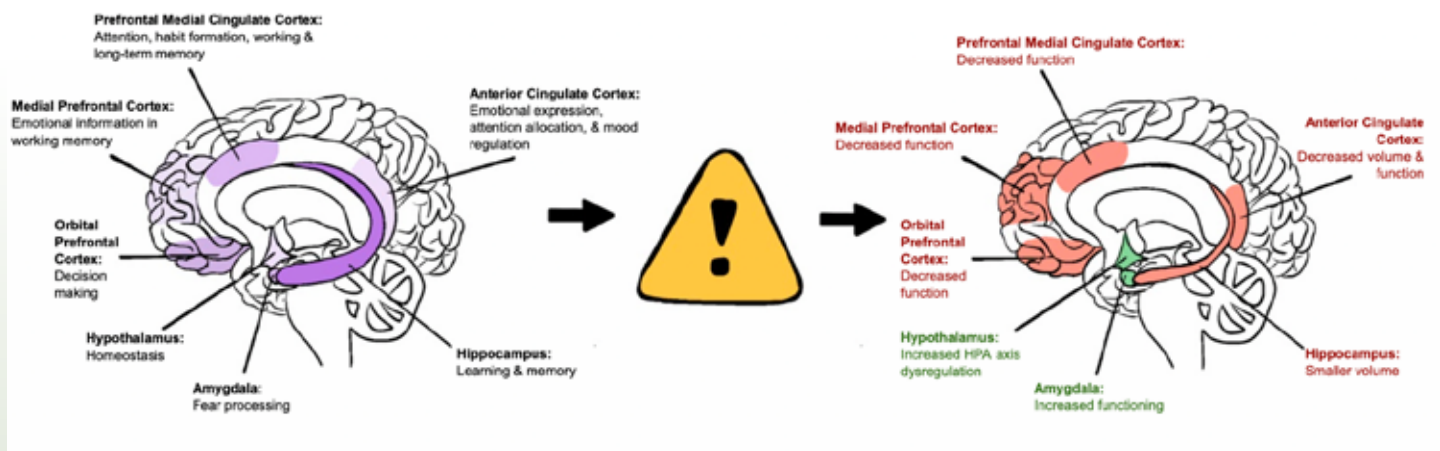 Prefrontal Medial Cingulate Cortex:
Attention, habit formation, working &
long-term memory
Medial Prefrontal Cortex:
Emotional information in
working memory
Anterior Cingulate Cortex:
Emotional expression,
attention allocation, & mood
regulation
Orbital
Prefrontal
Cortex:
Decision
making
Hypothalamus:
Homeostasis
Amygdala:
Fear processing
Hippocampus:
Learning & memory
!
Prefrontal Medial Cingulate Cortex:
Decreased function
Medial Prefrontal Cortex:
Decreased function
Anterior Cingulate
Cortex:
Decreased volume &
function
Orbital
Prefrontal
Cortex:
Decreased
function
Hypothalamus:
Increased HPA axis
dysregulation
Amygdala:
Increased functioning
Hippocampus:
Smaller volume